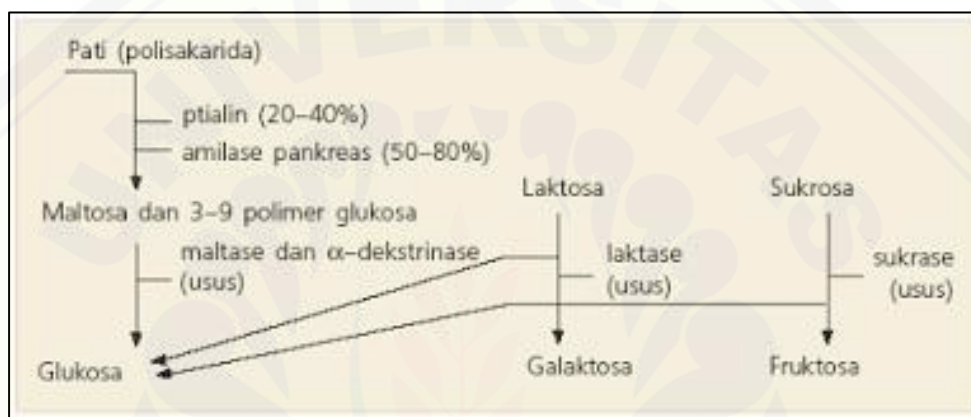 Pati (polisakarida)
ptialin (20–40%)
amilase pankreas (50–80%)
Maltosa dan 3–9 polimer glukosa
maltase dan α–dekstrinase
(usus)
Glukosa
Laktosa
laktase
(usus)
Galaktosa
Sukrosa
sukrase
(usus)
Fruktosa
UNIVERSITAS